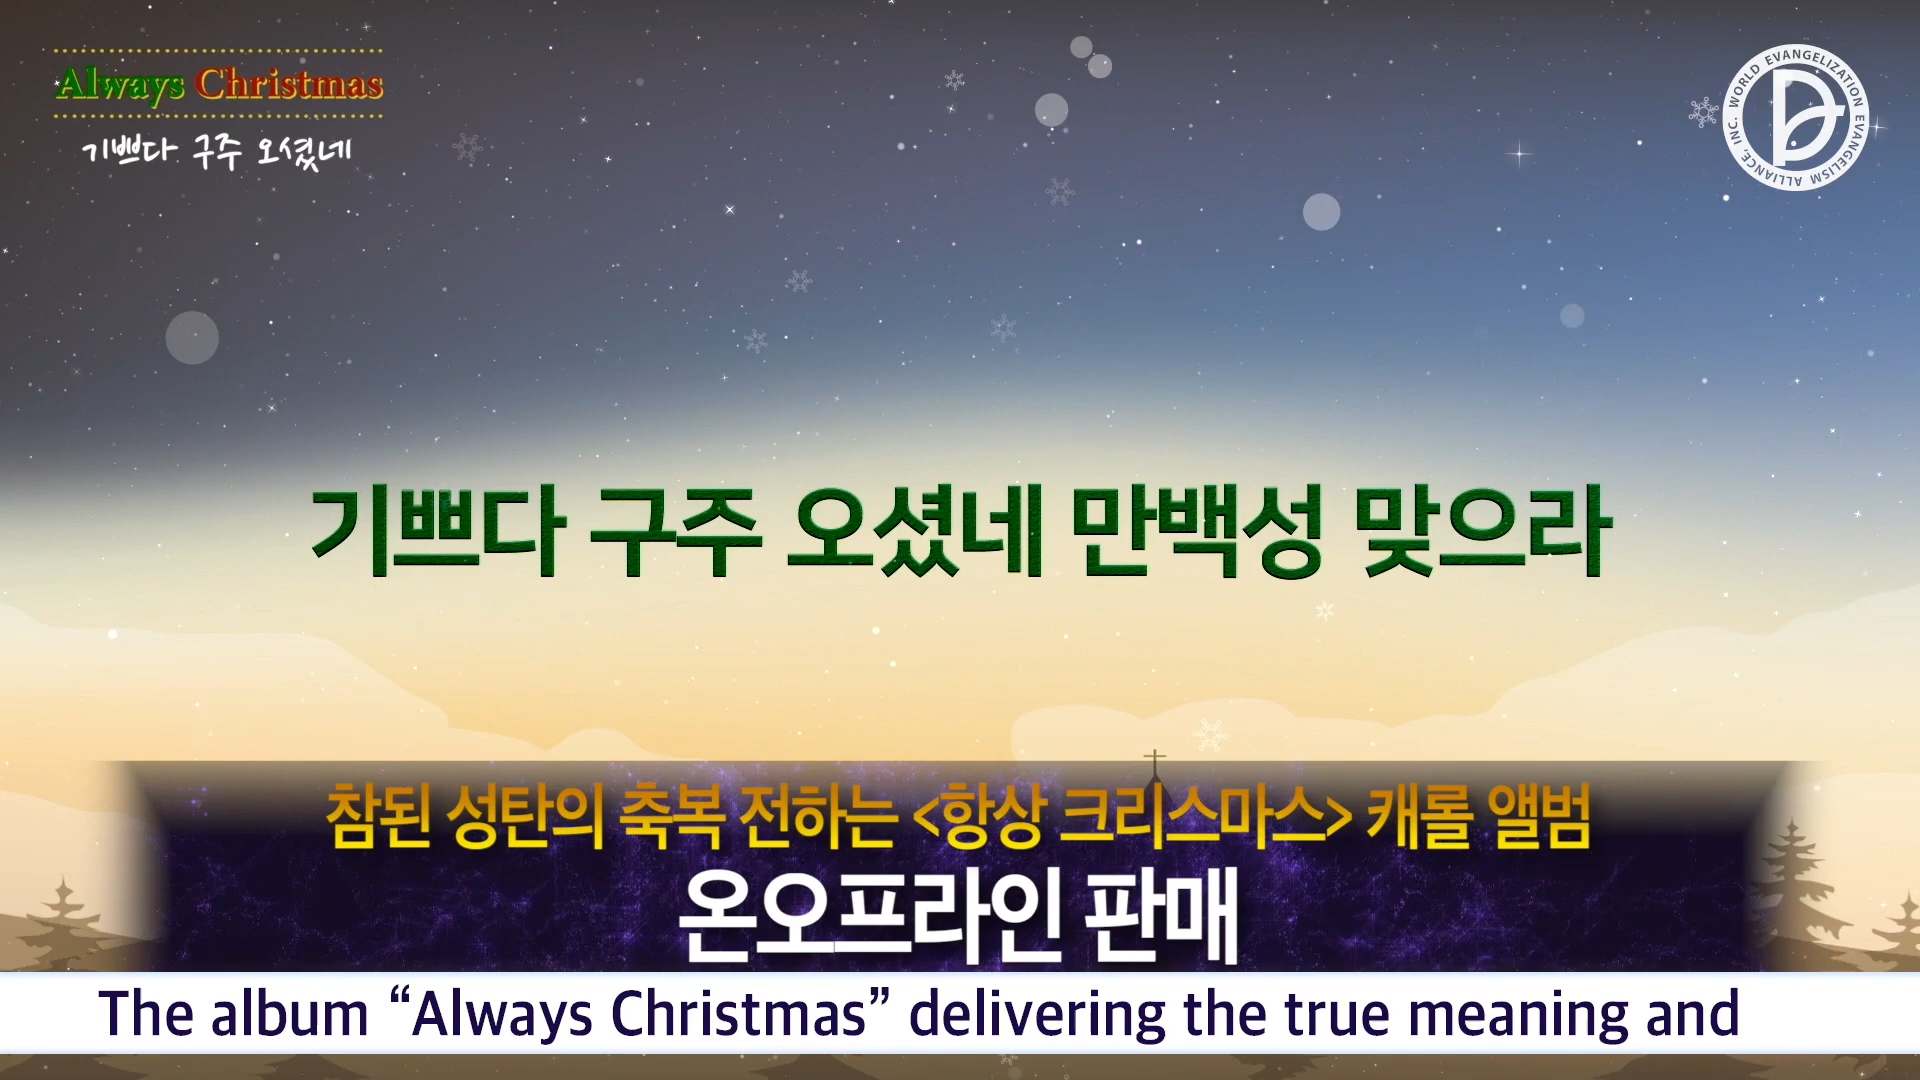 Always Christmas
기쁘다 구주 오셨네
WORLD EVANGELIZATION EVANGELISM ALLIANCE, INC.
기쁘다 구주 오셨네 만백성 맞으라
참된 성탄의 축복 전하는 <항상 크리스마스> 캐롤 앨범
온오프라인 판매
The album “Always Christmas” delivering the true meaning and